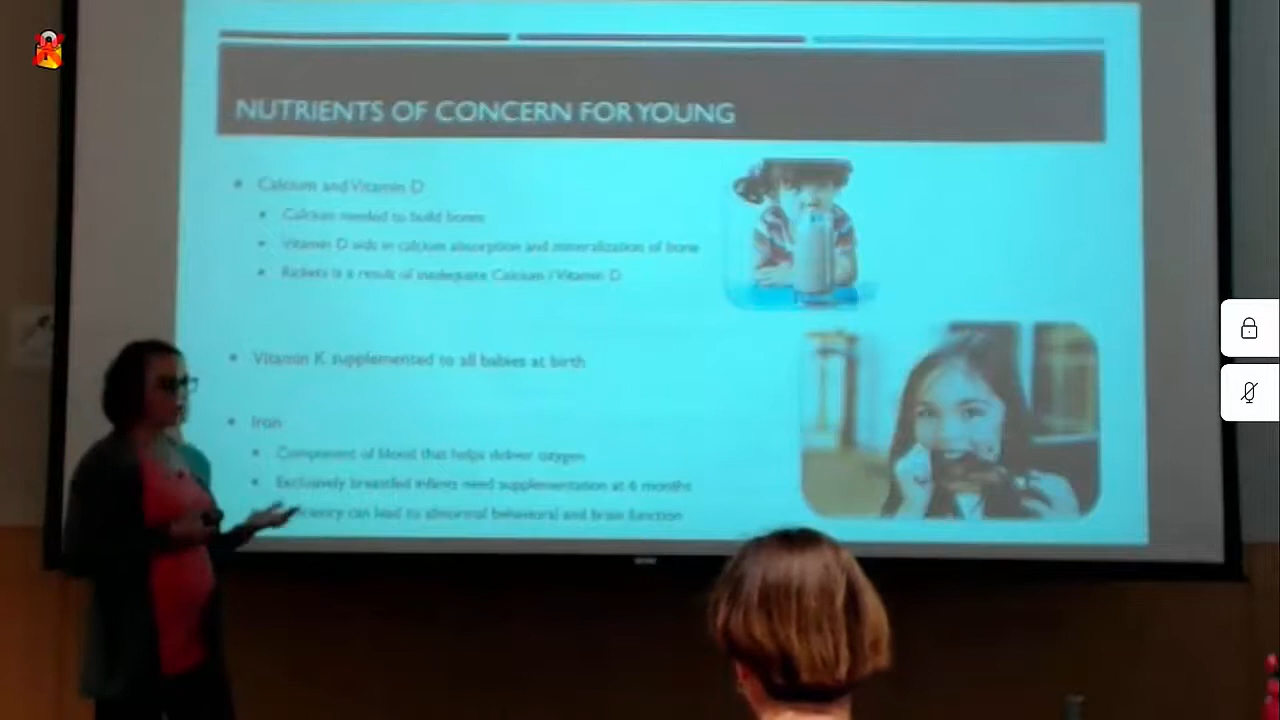 NUTRIENTS OF CONCERN FOR YOUNG
Calcium and Vitamin D
Calcium needed to build bones
Vitamin D aids in calcium absorption and mineralization of bone
Rickets is a result of inadequate Calcium / Vitamin D
Vitamin K supplemented to all babies at birth
Iron
Component of blood that helps deliver oxygen
Exclusively breastfed infants need supplementation at 6 months
can lead to abnormal behavioral and brain function